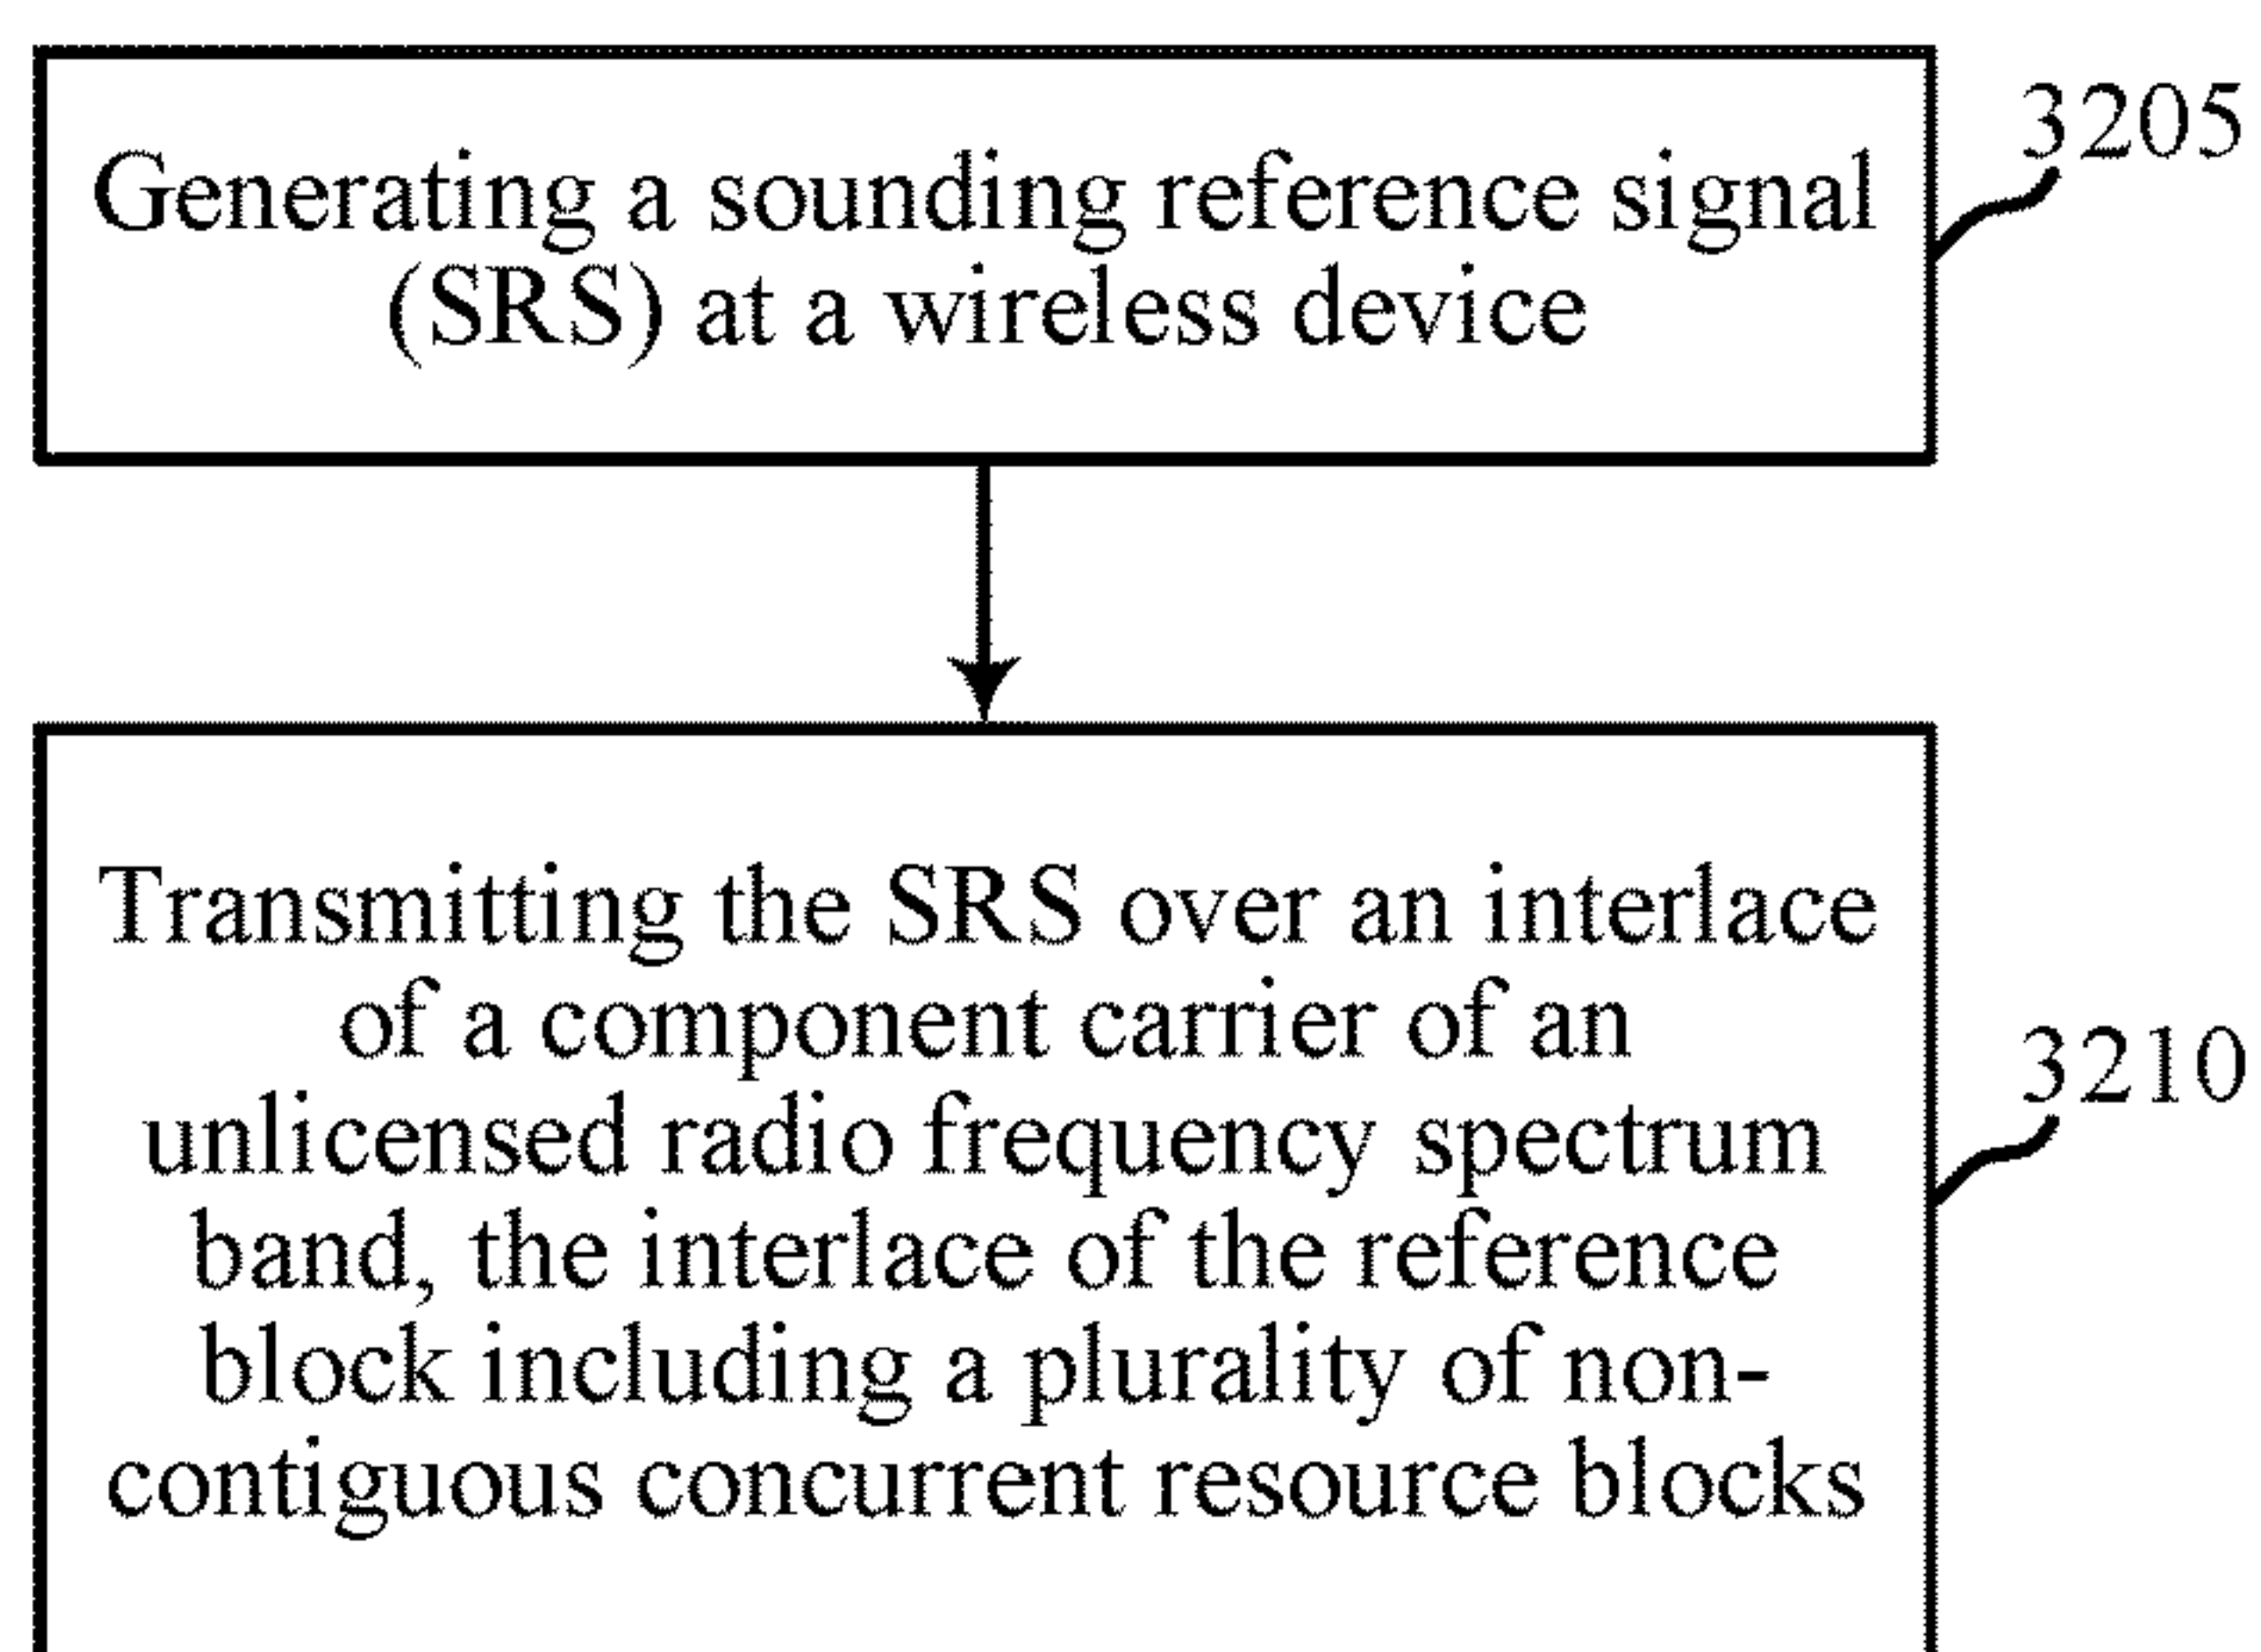 3205
Generating a sounding reference signal
(SRS) at a wireless device
Transmitting the SRS over an interlace
of a component carrier of an
unlicensed radio frequency spectrum
band, the interlace of the reference
block including a plurality of non-
contiguous concurrent resource blocks
3210